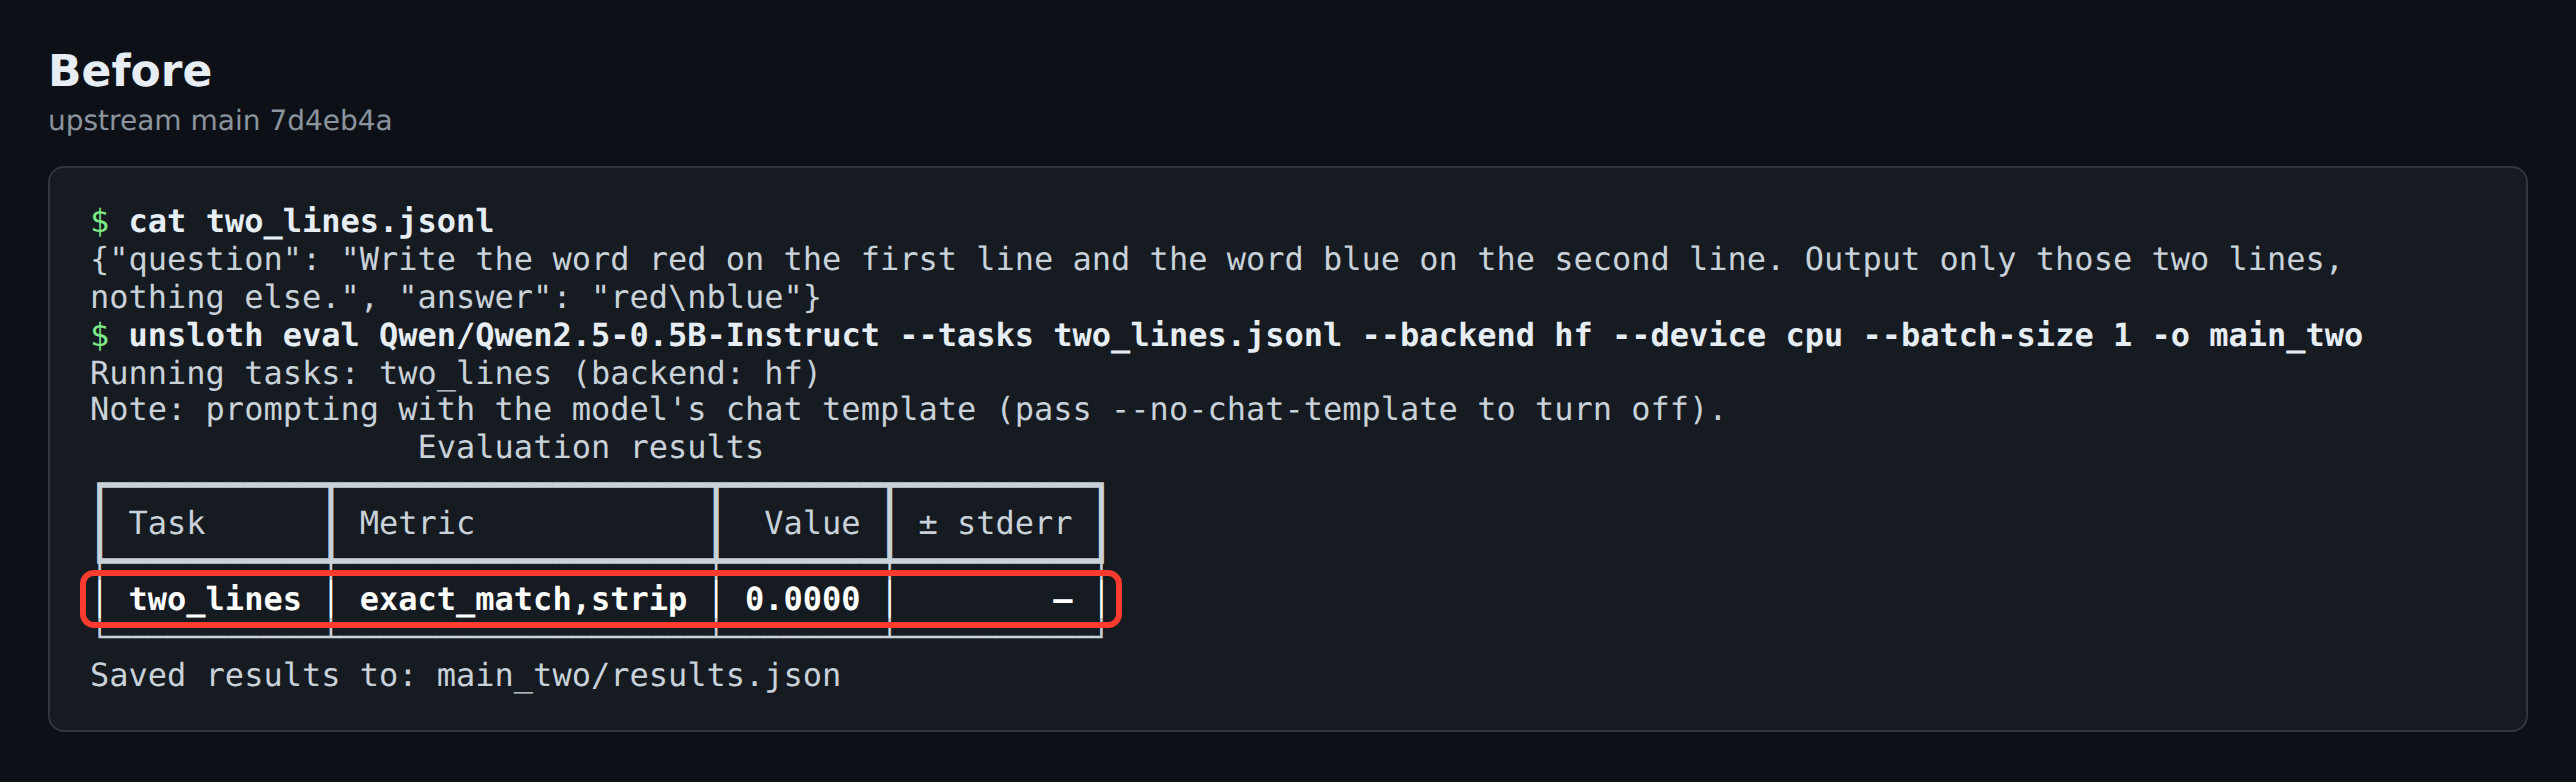 Before
upstream main 7d4eb4a
$ cat two_lines.jsonl
{"question": "Write the word red on the first line and the word blue on the second line. Output only those two lines,
nothing else.", "answer": "red\nblue"}
$ unsloth eval Qwen/Qwen2.5-0.5B-Instruct --tasks two_lines.jsonl --backend hf --device cpu --batch-size 1 -o main_two
Running tasks: two_lines (backend: hf)
Note: prompting with the model's chat template (pass --no-chat-template to turn off).
Evaluation results
Task Metric Value ± stderr
two_lines exact_match,strip 0.0000 —
Saved results to: main_two/results.json